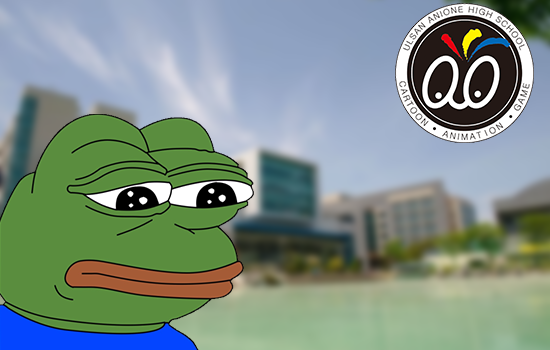 ULSAN ANIONE HIGH SCHOOL
CARTOON • ANIMATION • GAME